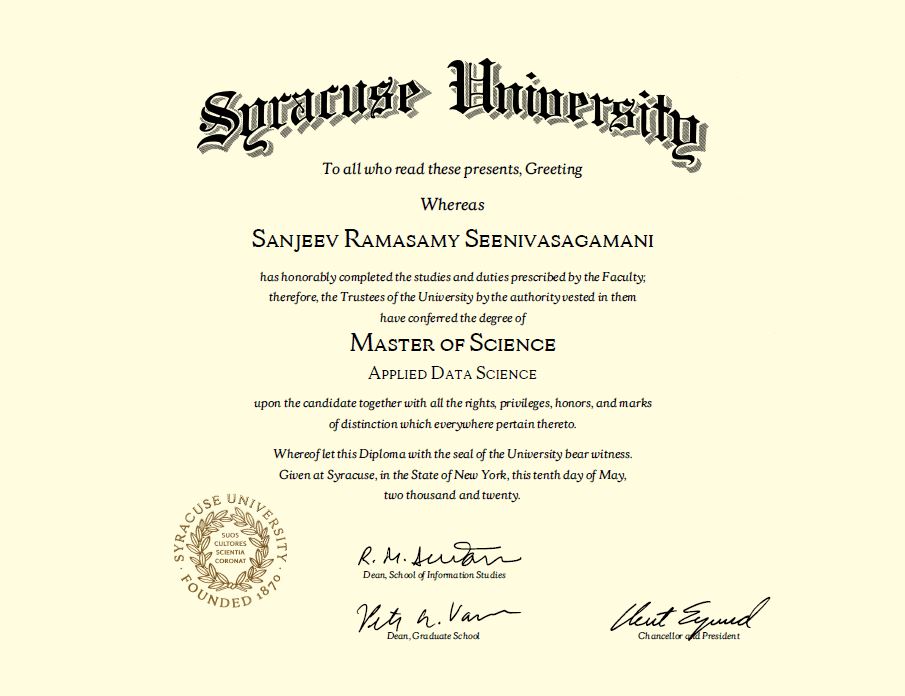 Syracuse University
To all who read these presents, Greeting
Whereas
SANJEEV RAMASAMY SEENIVASAGAMANI
has honorably completed the studies and duties prescribed by the Faculty;
therefore, the Trustees of the University by the authority vested in them
have conferred the degree of
MASTER OF SCIENCE
APPLIED DATA SCIENCE
upon the candidate together with all the rights, privileges, honors, and marks
of distinction which everywhere pertain thereto.
Whereof let this Diploma with the seal of the University bear witness.
Given at Syracuse, in the State of New York, this tenth day of May,
two thousand and twenty.
SYRACUSE UNIVERSITY
SUOS
CULTORES
SCIENTIA
CORONAT
FOUNDED 1870
R. M.
Dean, School of Information Studies
Dean, Graduate School
Chancellor and President